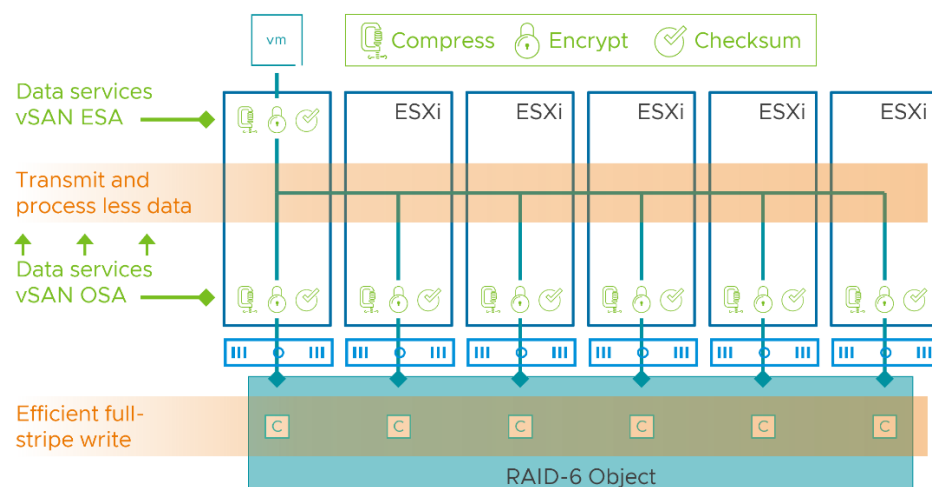 vm
Compress Encrypt Checksum
Data services
vSAN ESA
ESXi ESXi ESXi ESXi ESXi
Transmit and
process less data
Data services
vSAN OSA
Efficient full-
stripe write
C C C C C C
RAID-6 Object